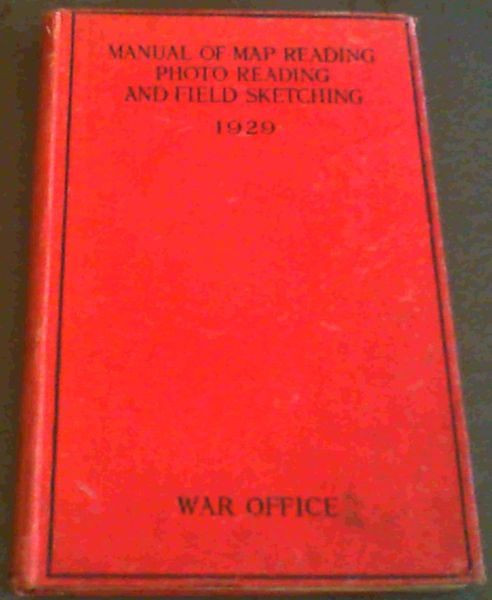 MANUAL OF MAP READING
PHOTO READING
AND FIELD SKETCHING
1929
WAR OFFICE